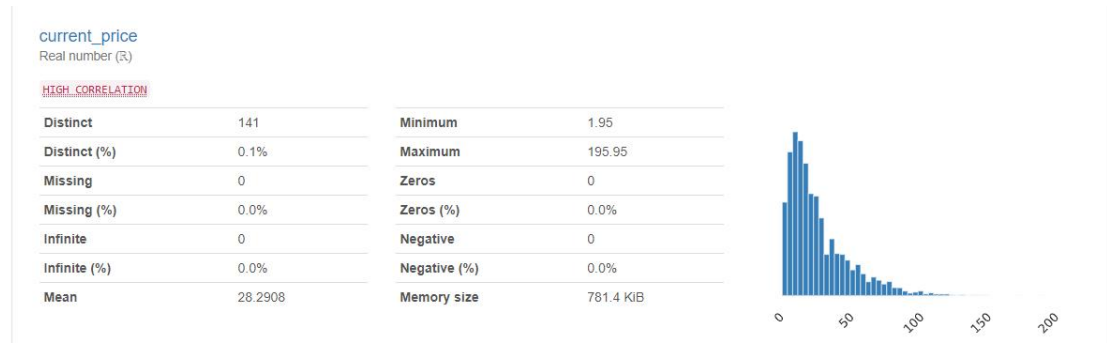 current_price
Real number (ℝ)
HIGH CORRELATION
Distinct 141
Distinct (%) 0.1%
Missing 0
Missing (%) 0.0%
Infinite 0
Infinite (%) 0.0%
Mean 28.2908
Minimum 1.95
Maximum 195.95
Zeros 0
Zeros (%) 0.0%
Negative 0
Negative (%) 0.0%
Memory size 781.4 KiB
0 50 100 150 200